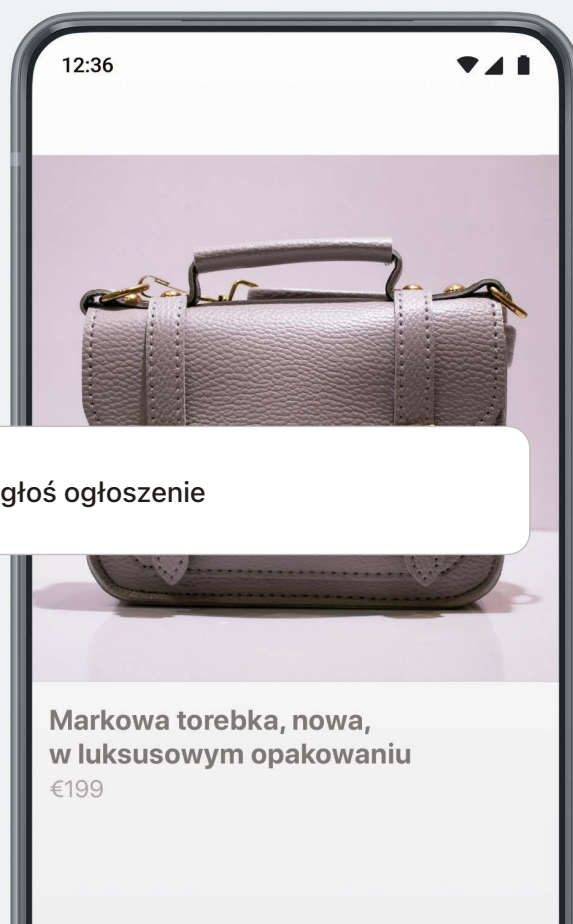 12:36
głoś ogłoszenie
Markowa torebka, nowa,
w luksusowym opakowaniu
€199